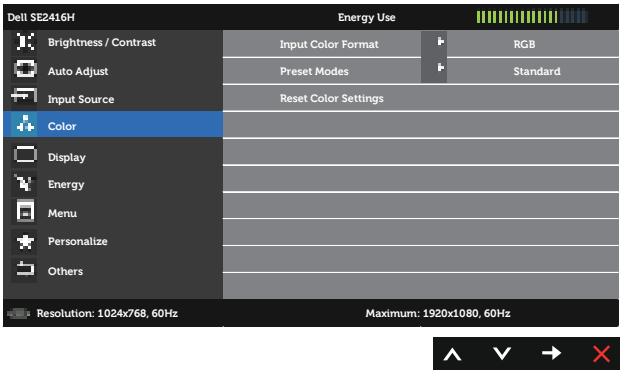 Dell SE2416H Energy Use
Brightness / Contrast
Auto Adjust
Input Source
Color
Display
Energy
Menu
Personalize
Others
Input Color Format RGB
Preset Modes Standard
Reset Color Settings
Resolution: 1024x768, 60Hz Maximum: 1920x1080, 60Hz